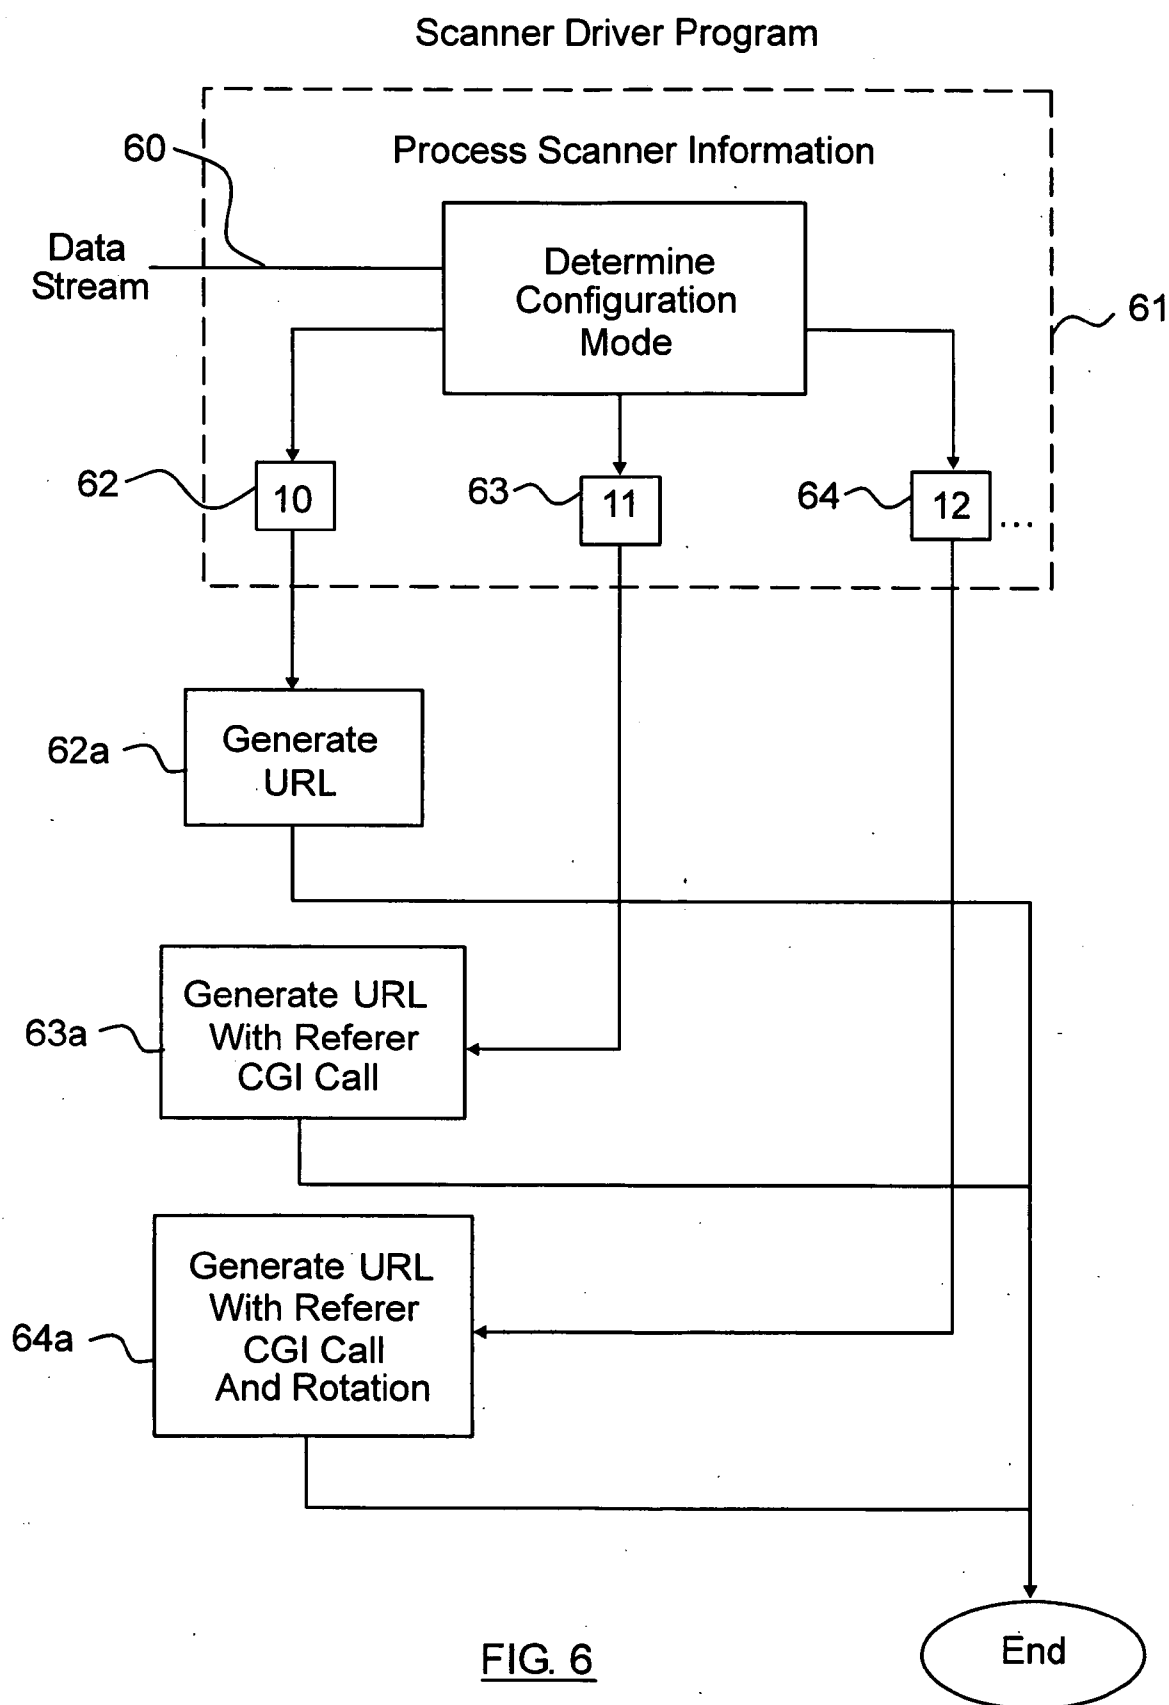 Scanner Driver Program
60
Process Scanner Information
Data
Stream
Determine
Configuration
Mode
61
62
10
63
11
64
12
...
62a
Generate
URL
63a
Generate URL
With Referer
CGI Call
64a
Generate URL
With Referer
CGI Call
And Rotation
End
FIG. 6